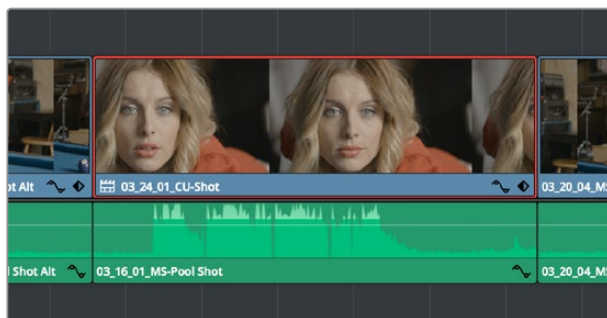 ot Alt
03_24_01_CU-Shot
03_20_04_MS
l Shot Alt
03_16_01_MS-Pool Shot
03_20_04_MS